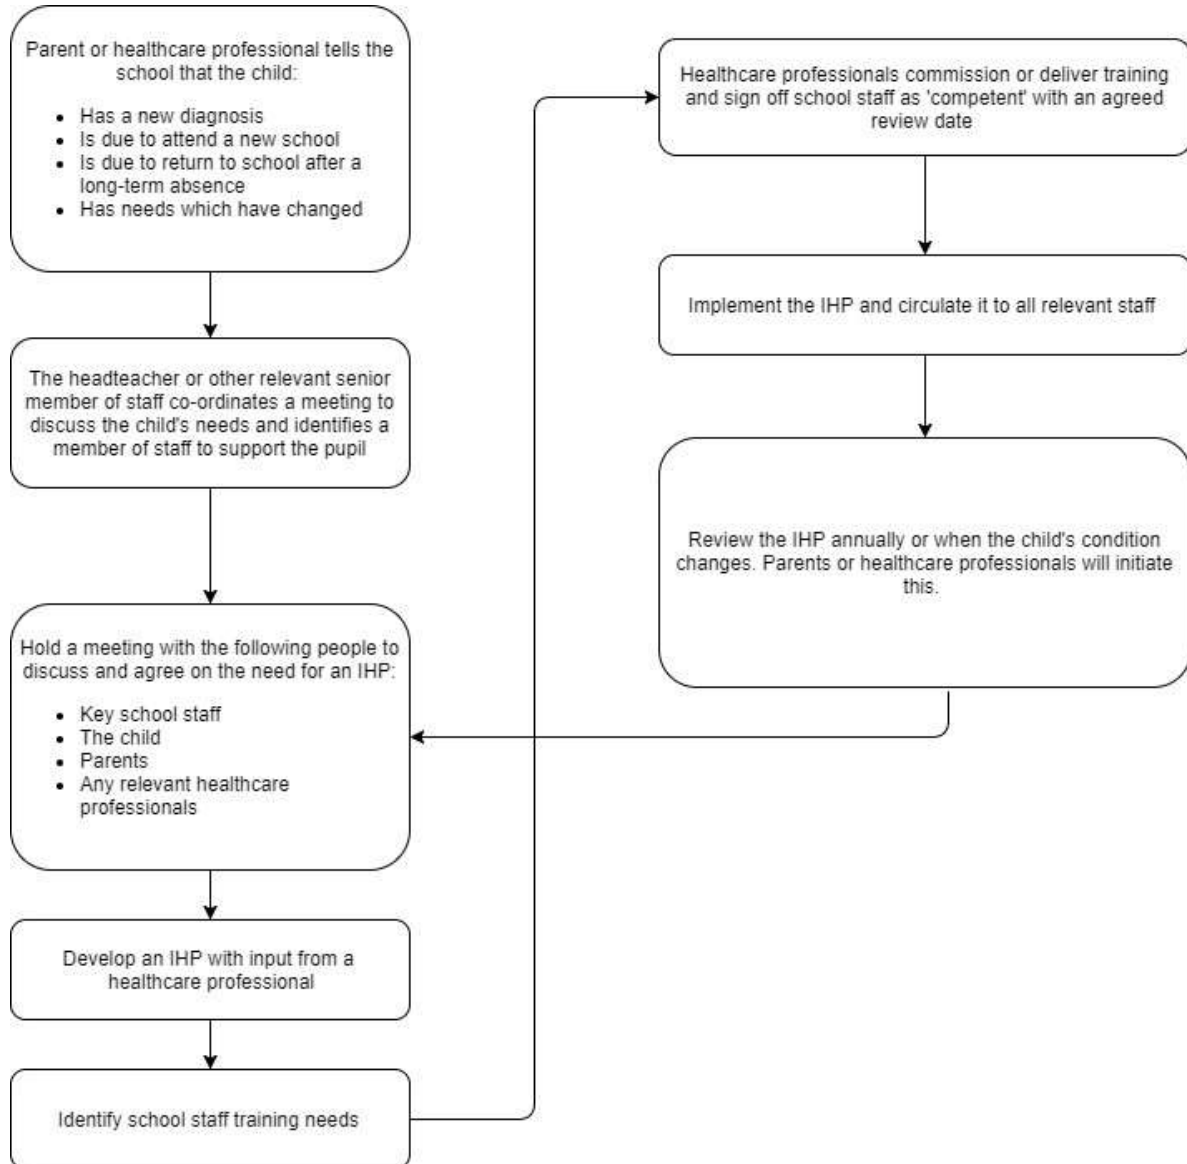 Parent or healthcare professional tells the
school that the child:
• Has a new diagnosis
• Is due to attend a new school
• Is due to return to school after a
long-term absence
• Has needs which have changed
The headteacher or other relevant senior
member of staff co-ordinates a meeting to
discuss the child's needs and identifies a
member of staff to support the pupil
Hold a meeting with the following people to
discuss and agree on the need for an IHP:
• Key school staff
• The child
• Parents
• Any relevant healthcare
professionals
Develop an IHP with input from a
healthcare professional
Identify school staff training needs
Healthcare professionals commission or deliver training
and sign off school staff as 'competent' with an agreed
review date
Implement the IHP and circulate it to all relevant staff
Review the IHP annually or when the child's condition
changes. Parents or healthcare professionals will initiate
this.